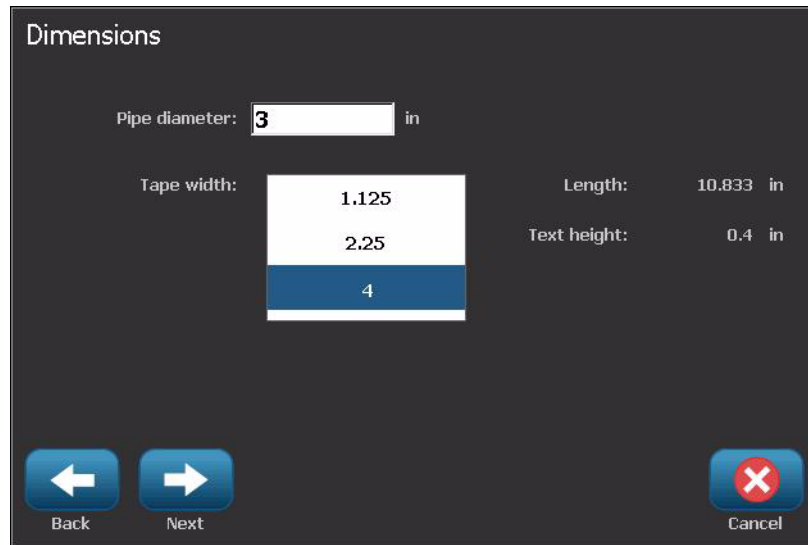 Dimensions
Pipe diameter: 3 in
Tape width:
1.125
2.25
4
Length: 10.833 in
Text height: 0.4 in
Back
Next
Cancel